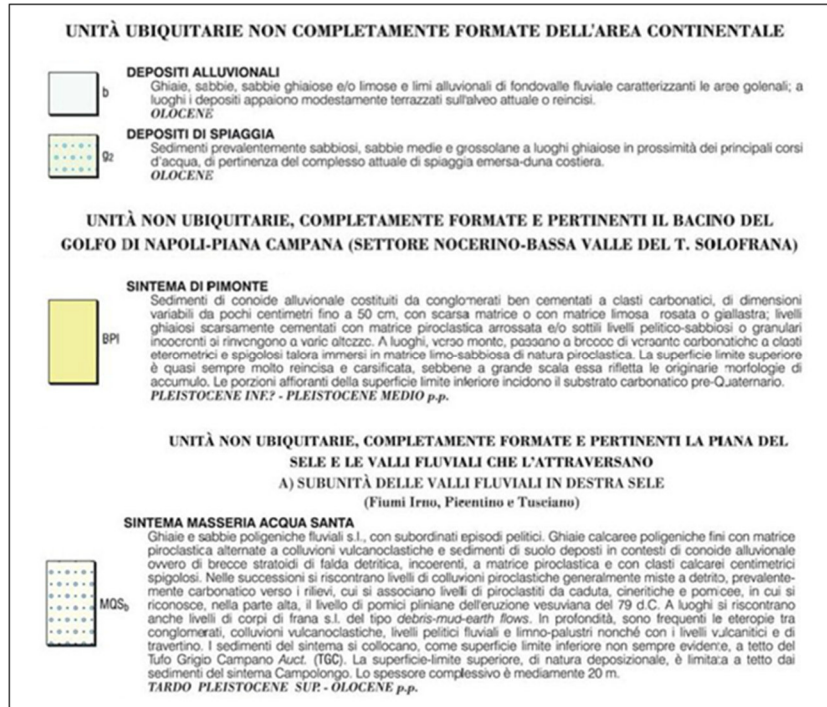 UNITÀ UBIQUITARIE NON COMPLETAMENTE FORMATE DELL'AREA CONTINENTALE
b
DEPOSITI ALLUVIONALI
Ghiaie, sabbie, sabbie ghiaiose e/o limose e limi alluvionali di fondovalle fluviale caratterizzanti le aree golenali; a
luoghi i depositi appaiono modestamente terrazzati sull'alveo attuale o reincisi.
OLOCENE
g2
DEPOSITI DI SPIAGGIA
Sedimenti prevalentemente sabbiosi, sabbie medie e grossolane a luoghi ghiaiose in prossimità dei principali corsi
d'acqua, di pertinenza del complesso attuale di spiaggia emersa-duna costiera.
OLOCENE
UNITÀ NON UBIQUITARIE, COMPLETAMENTE FORMATE E PERTINENTI IL BACINO DEL
GOLFO DI NAPOLI-PIANA CAMPANA (SETTORE NOCERINO-BASSA VALLE DEL T. SOLOFRANA)
BPI
SINTEMA DI PIMONTE
Sedimenti di conoide alluvionale costituiti da conglomerati ben cementati a clasti carbonatici, di dimensioni
variabili da pochi centimetri fino a 50 cm, con scarsa matrice o con matrice limosa rosata o giallastra; livelli
ghiaiosi scarsamente cementati con matrice piroclastica arrossata e/o sottili livelli pelitico-sabbiosi o granulari
incoerenti si rinvengono a varie altezze. A luoghi, verso monte, passano a brecce di versante carbonatiche a clasti
eterometrici e spigolosi talora immersi in matrice limo-sabbiosa di natura piroclastica. La superficie limite superiore
è quasi sempre molto reincisa e carsificata, sebbene a grande scala essa rifletta le originarie morfologie di
accumulo. Le porzioni affioranti della superficie limite inferiore incidono il substrato carbonatico pre-Quaternario.
PLEISTOCENE INF.? - PLEISTOCENE MEDIO p.p.
UNITÀ NON UBIQUITARIE, COMPLETAMENTE FORMATE E PERTINENTI LA PIANA DEL
SELE E LE VALLI FLUVIALI CHE L'ATTRAVERSANO
A) SUBUNITÀ DELLE VALLI FLUVIALI IN DESTRA SELE
(Fiumi Irno, Picentino e Tusciano)
MQSb
SINTEMA MASSERIA ACQUA SANTA
Ghiaie e sabbie poligeniche fluviali s.l., con subordinati episodi pelitici. Ghiaie calcaree poligeniche fini con matrice
piroclastica alternate a colluvioni vulcanoclastiche e sedimenti di suolo deposti in contesti di conoide alluvionale
ovvero di brecce stratoidi di falda detritica, incoerenti, a matrice piroclastica e con clasti calcarei centimetrici
spigolosi. Nelle successioni si riscontrano livelli di colluvioni piroclastiche generalmente miste a detrito, prevalente-
mente carbonatico verso i rilievi, cui si associano livelli di piroclastiti da caduta, cineritiche e pomicee, in cui si
riconosce, nella parte alta, il livello di pomici pliniane dell'eruzione vesuviana del 79 d.C. A luoghi si riscontrano
anche livelli di corpi di frana s.l. del tipo debris-mud-earth flows. In profondità, sono frequenti le eteropie tra
conglomerati, colluvioni vulcanoclastiche, livelli pelitici fluviali e limno-palustri nonché con i livelli vulcanitici e di
travertino. I sedimenti del sistema si collocano, come superficie limite inferiore non sempre evidente, a tetto del
Tufo Grigio Campano Auct. (TGC). La superficie-limite superiore, di natura deposizionale, è limitata a tetto dai
sedimenti del sistema Campolongo. Lo spessore complessivo è mediamente 20 m.
TARDO PLEISTOCENE SUP. - OLOCENE p.p.